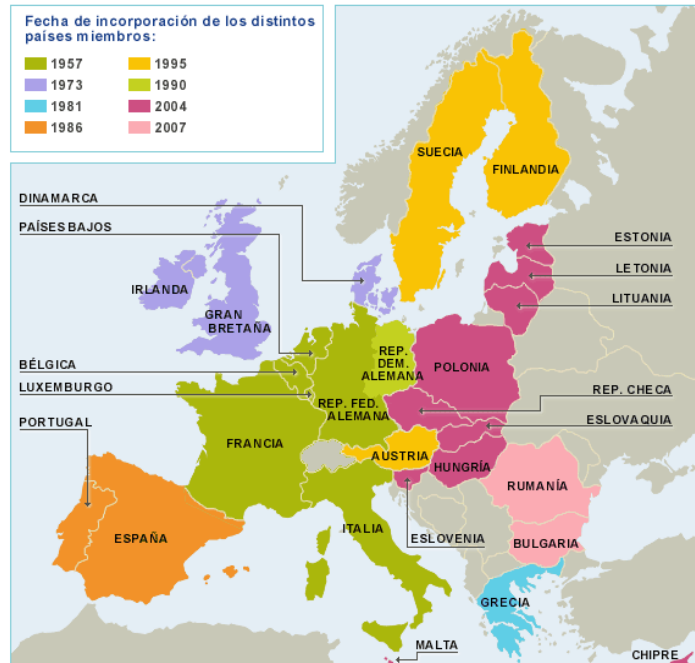 Fecha de incorporación de los distintos
países miembros:
1957
1995
1973
1990
1981
2004
1986
2007
SUECIA
FINLANDIA
DINAMARCA
PAÍSES BAJOS
ESTONIA
LETONIA
LITUANIA
IRLANDA
GRAN
BRETAÑA
REP.
DEM.
ALEMANA
POLONIA
BÉLGICA
LUXEMBURGO
REP. CHECA
REP. FED.
ALEMANA
PORTUGAL
ESLOVAQUIA
FRANCIA
AUSTRIA
HUNGRÍA
RUMANÍA
ESPAÑA
ITALIA
ESLOVENIA
BULGARIA
GRECIA
MALTA
CHIPRE